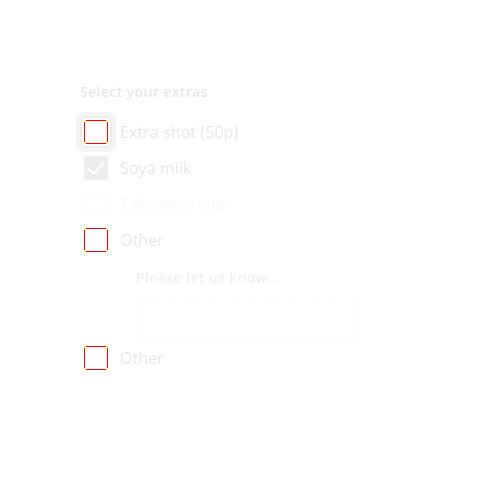 Select your extras
Extra shot (50p)
Soya milk
Takeaway cup
Other
Please let us know...
Other